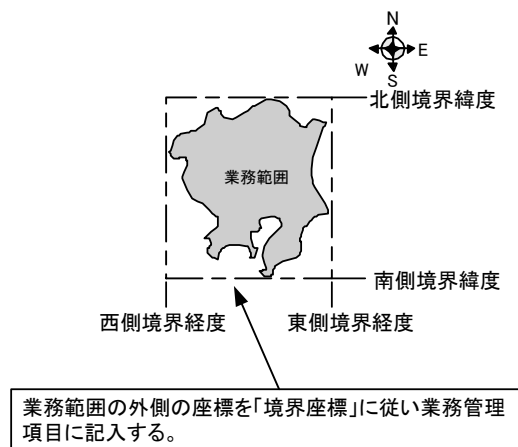 N
W
E
S
北側境界緯度
業務範囲
南側境界緯度
西側境界経度
東側境界経度
業務範囲の外側の座標を「境界座標」に従い業務管理
項目に記入する。